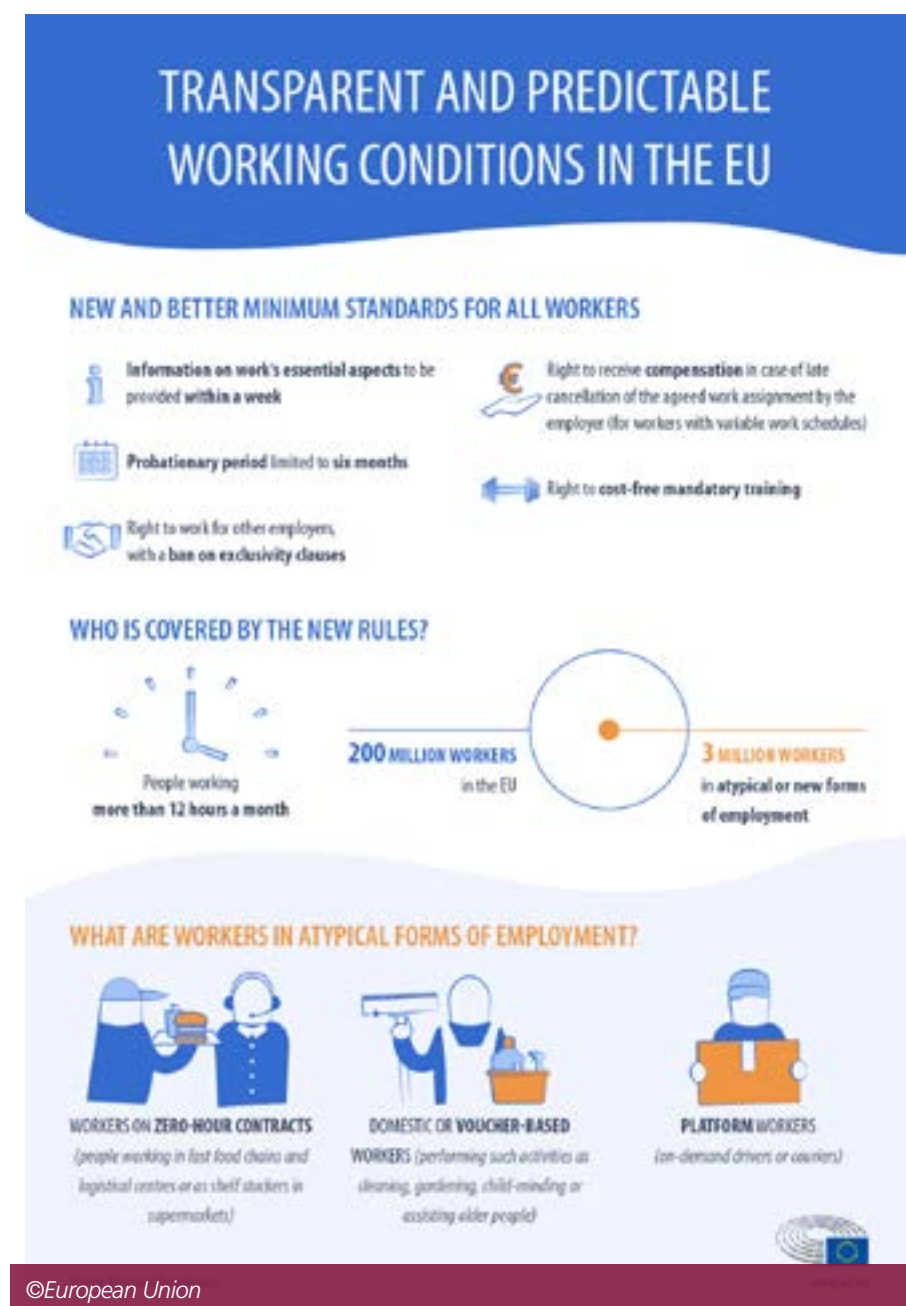 TRANSPARENT AND PREDICTABLE
WORKING CONDITIONS IN THE EU
NEW AND BETTER MINIMUM STANDARDS FOR ALL WORKERS
Information on work's essential aspects to be
provided within a week
Probationary period limited to six months
Right to work for other employers,
with a ban on exclusivity clauses
Right to receive compensation in case of late
cancellation of the agreed work assignment by the
employer (for workers with variable work schedules)
Right to cost-free mandatory training
WHO IS COVERED BY THE NEW RULES?
People working
more than 12 hours a month
200 MILLION WORKERS
in the EU
3 MILLION WORKERS
in atypical or new forms
of employment
WHAT ARE WORKERS IN ATYPICAL FORMS OF EMPLOYMENT?
WORKERS ON ZERO-HOUR CONTRACTS
(people working in fast food chains and
logistical centres or as shelf stackers in
supermarkets)
DOMESTIC OR VOUCHER-BASED
WORKERS (performing such activities as
cleaning, gardening, child-minding or
assisting older people)
PLATFORM WORKERS
(on-demand drivers or couriers)
©European Union